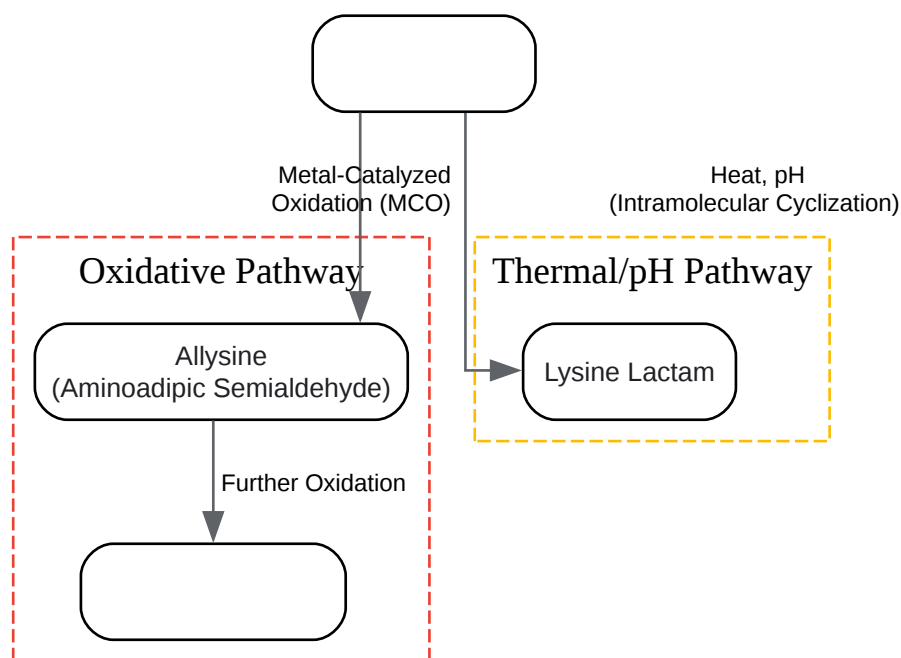 Metal-Catalyzed
Oxidation (MCO)
Heat, pH
(Intramolecular Cyclization)
Oxidative Pathway
Thermal/pH Pathway
Allysine
(Aminoadipic Semialdehyde)
Lysine Lactam
Further Oxidation